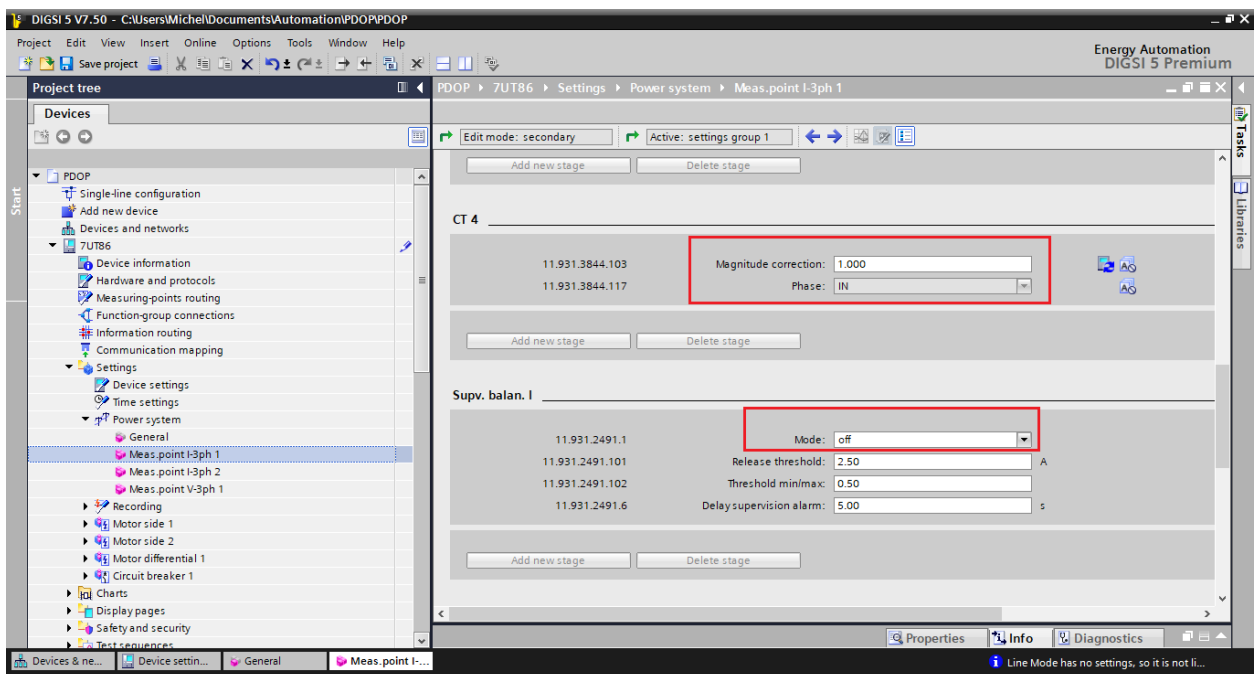 DIGSI 5 V7.50 - C:\Users\Michel\Documents\Automation\PDOP\PDOP
Project Edit View Insert Online Options Tools Window Help
Save project
Energy Automation
DIGSI 5 Premium
Project tree
PDOP ▸ 7UT86 ▸ Settings ▸ Power system ▸ Meas.point I-3ph 1
Devices
Edit mode: secondary
Active: settings group 1
Start
PDOP
Single-line configuration
Add new device
Devices and networks
7UT86
Device information
Hardware and protocols
Measuring-points routing
Function-group connections
Information routing
Communication mapping
Settings
Device settings
Time settings
Power system
General
Meas.point I-3ph 1
Meas.point I-3ph 2
Meas.point V-3ph 1
Recording
Motor side 1
Motor side 2
Motor differential 1
Circuit breaker 1
Charts
Display pages
Safety and security
Test sequences
Add new stage Delete stage
CT 4
11.931.3844.103 Magnitude correction: 1.000
11.931.3844.117 Phase: IN
Add new stage Delete stage
Supv. balan. I
11.931.2491.1 Mode: off
11.931.2491.101 Release threshold: 2.50 A
11.931.2491.102 Threshold min/max: 0.50
11.931.2491.6 Delay supervision alarm: 5.00 s
Add new stage Delete stage
Tasks
Libraries
Properties Info Diagnostics
Devices & ne... Device settin... General Meas.point I-...
Line Mode has no settings, so it is not li...